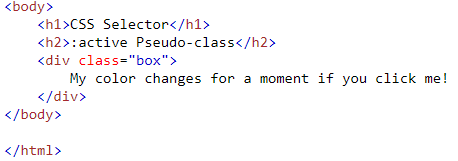 <body>
    <h1>CSS Selector</h1>
    <h2>:active Pseudo-class</h2>
    <div class="box">
        My color changes for a moment if you click me!
    </div>
</body>

</html>